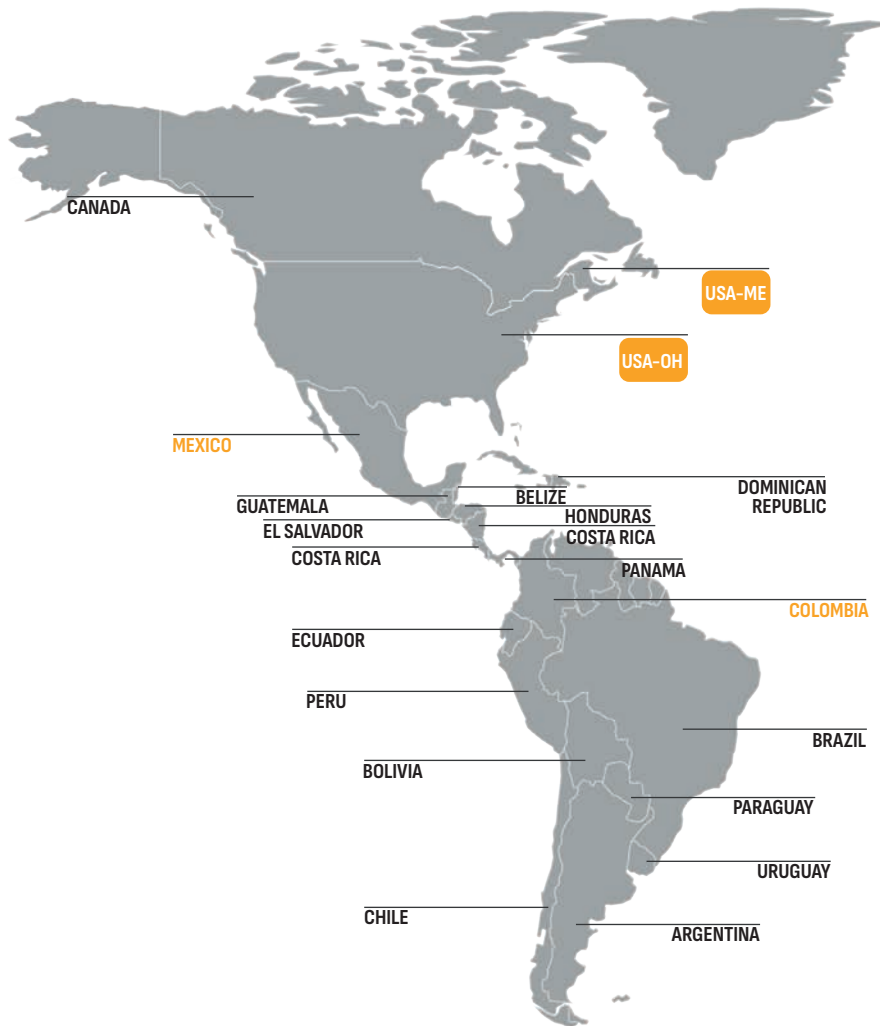 CANADA
USA-ME
USA-OH
MEXICO
DOMINICAN
REPUBLIC
BELIZE
GUATEMALA
HONDURAS
EL SALVADOR
COSTA RICA
COSTA RICA
PANAMA
COLOMBIA
ECUADOR
PERU
BRAZIL
BOLIVIA
PARAGUAY
URUGUAY
CHILE
ARGENTINA